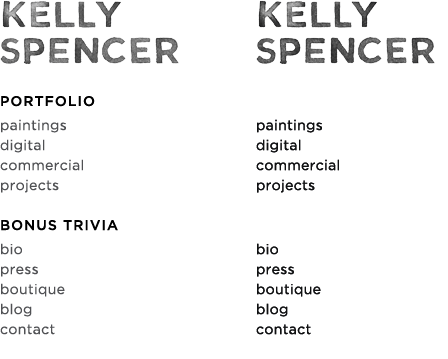 KELLY
SPENCER
PORTFOLIO
paintings
digital
commercial
projects
BONUS TRIVIA
bio
press
boutique
blog
contact
KELLY
SPENCER
paintings
digital
commercial
projects
bio
press
boutique
blog
contact